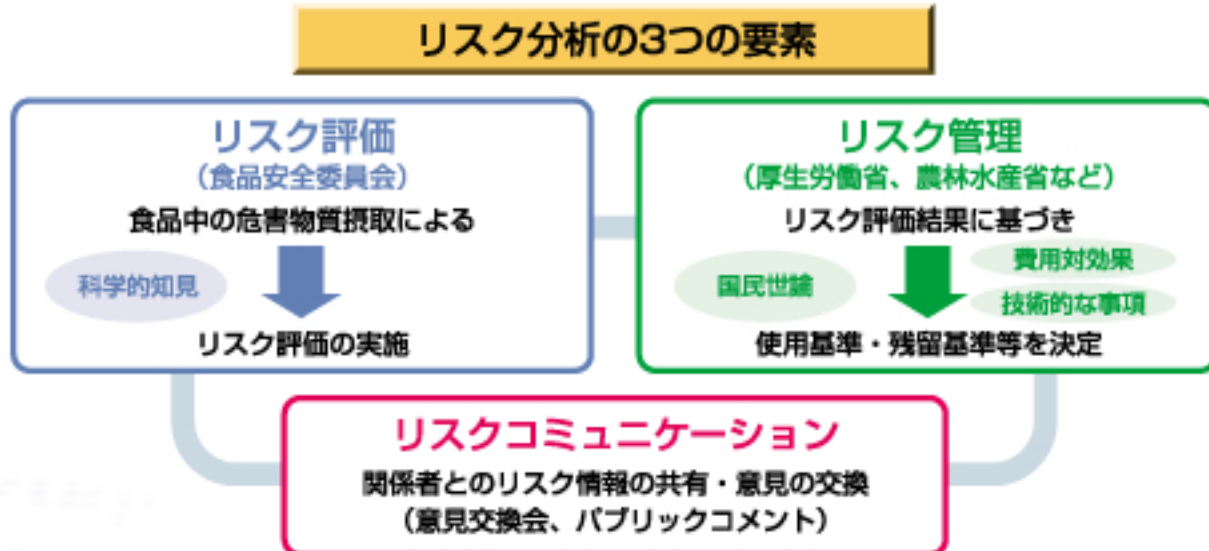 リスク分析の3つの要素
リスク評価
（食品安全委員会）
食品中の危害物質摂取による
科学的知見
リスク評価の実施
リスク管理
（厚生労働省、農林水産省など）
リスク評価結果に基づき
国民世論
費用対効果
技術的な事項
使用基準・残留基準等を決定
リスクコミュニケーション
関係者とのリスク情報の共有・意見の交換
（意見交換会、パブリックコメント）